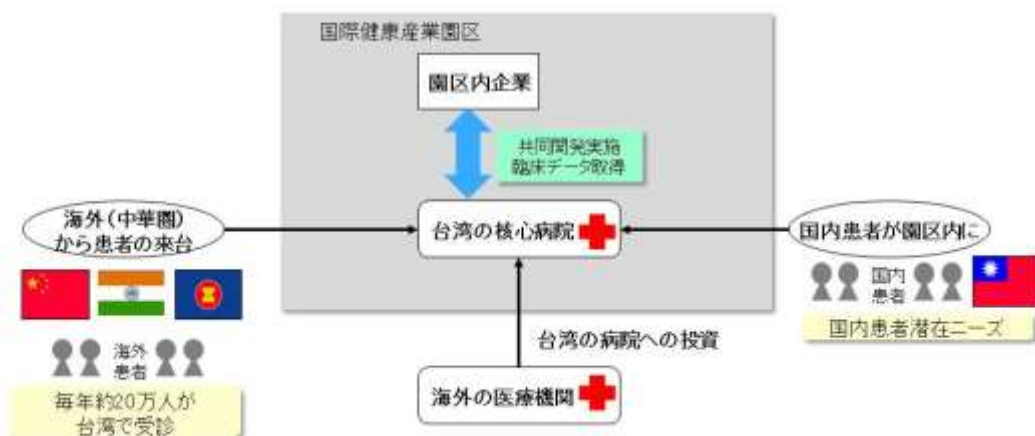 国際健康産業園区
園区内企業
共同開発実施
臨床データ取得
海外(中華圏)
から患者の来台
台湾の核心病院
国内患者が園区内に
国内
患者
国内患者潜在ニーズ
海外
患者
毎年約20万人が
台湾で受診
台湾の病院への投資
海外の医療機関